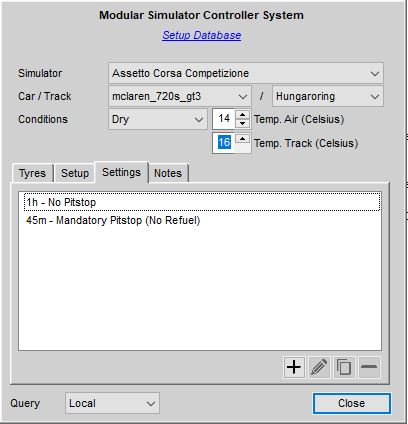 Modular Simulator Controller System
Setup Database
Simulator Assetto Corsa Competizione
Car / Track mclaren_720s_gt3 / Hungaroring
Conditions Dry 14 Temp. Air (Celsius)
16 Temp. Track (Celsius)
Tyres Setup Settings Notes
1h - No Pitstop
45m - Mandatory Pitstop (No Refuel)
Query Local Close